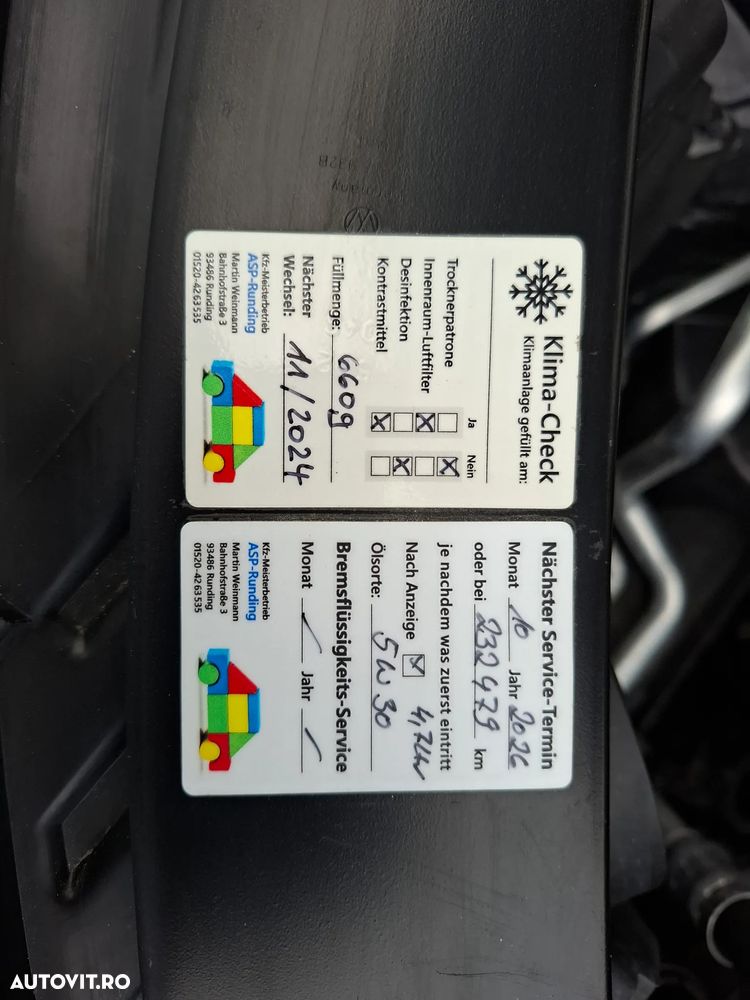 Klima-Check
Klimaanlage gefüllt am:
Ja Nein
Trocknerpatrone
Innenraum-Luftfilter
Desinfektion
Kontrastmittel
Füllmenge: 660g
Nächster
Wechsel: 11/2024
Kfz-Meisterbetrieb
ASP-Runding
Martin Weinmann
Bahnhofstraße 3
93486 Runding
01520-4263535
Nächster Service-Termin
Monat 10 Jahr 2026
oder bei 232479 km
je nachdem was zuerst eintritt
Nach Anzeige
Ölsorte: 5W30
Bremsflüssigkeits-Service
Monat / Jahr /
Kfz-Meisterbetrieb
ASP-Runding
Martin Weinmann
Bahnhofstraße 3
93486 Runding
01520-4263535
AUTOVIT.RO